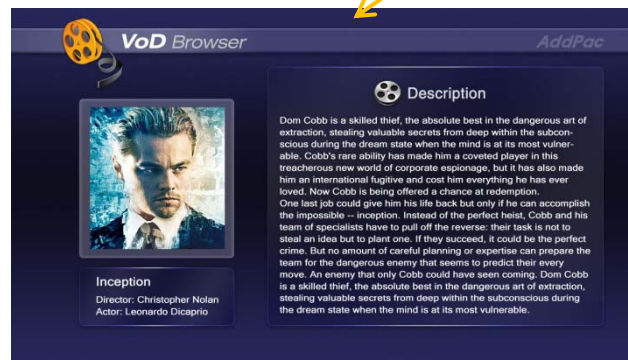 VoD Browser
AddPac
Description
Dom Cobb is a skilled thief, the absolute best in the dangerous art of
extraction, stealing valuable secrets from deep within the subcon-
scious during the dream state when the mind is at its most vulner-
able. Cobb's rare ability has made him a coveted player in this
treacherous new world of corporate espionage, but it has also made
him an international fugitive and cost him everything he has ever
loved. Now Cobb is being offered a chance at redemption.
One last job could give him his life back but only if he can accomplish
the impossible -- inception. Instead of the perfect heist, Cobb and his
team of specialists have to pull off the reverse: their task is not to
steal an idea but to plant one. If they succeed, it could be the perfect
crime. But no amount of careful planning or expertise can prepare the
team for the dangerous enemy that seems to predict their every
move. An enemy that only Cobb could have seen coming. Dom Cobb
is a skilled thief, the absolute best in the dangerous art of extraction,
stealing valuable secrets from deep within the subconscious during
the dream state when the mind is at its most vulnerable.
Inception
Director: Christopher Nolan
Actor: Leonardo Dicaprio